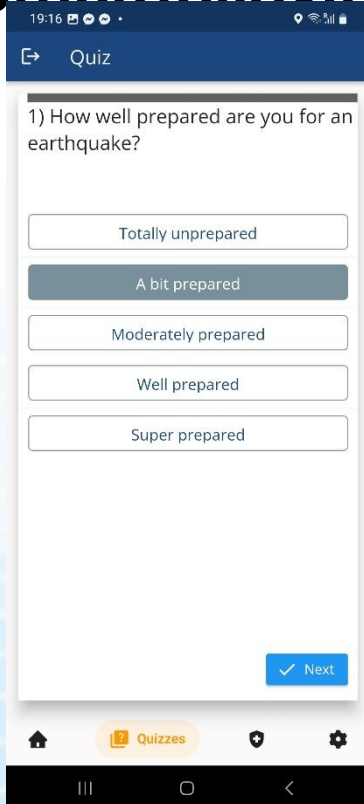 19:16
Quiz
1) How well prepared are you for an
earthquake?
Totally unprepared
A bit prepared
Moderately prepared
Well prepared
Super prepared
Next
Quizzes